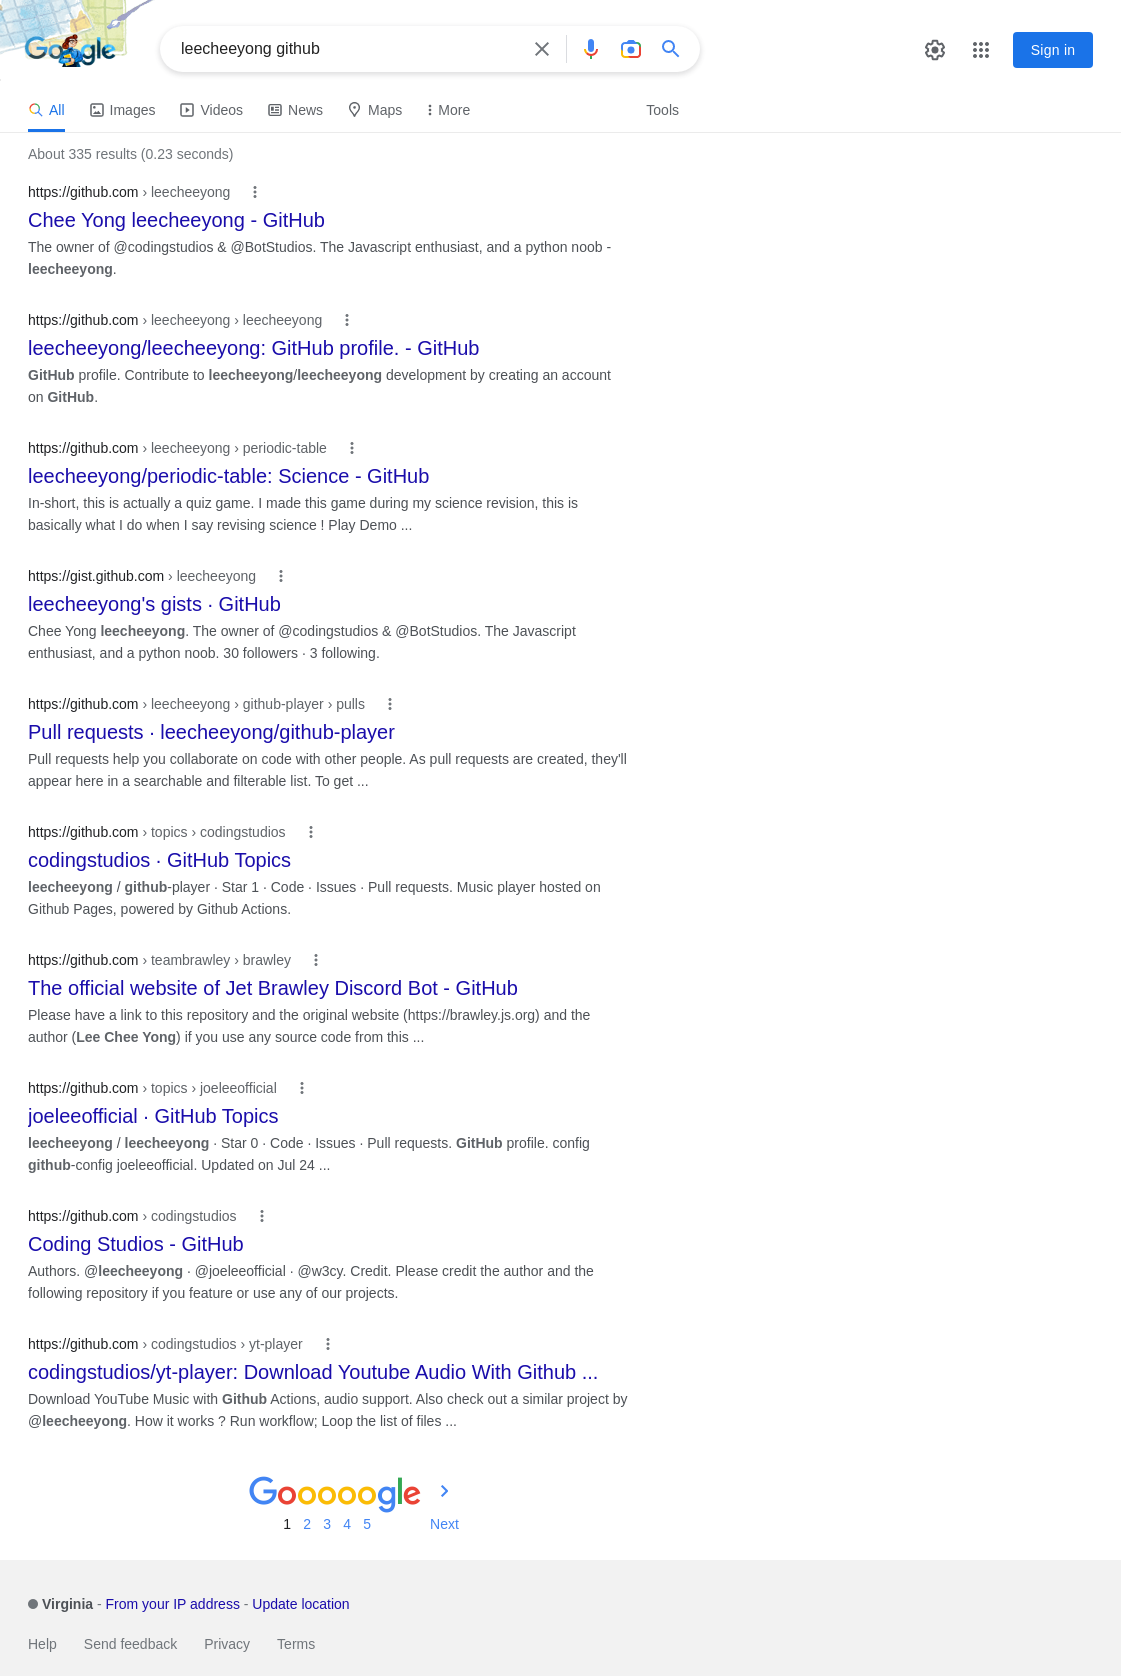 Google
leecheeyong github
Sign in
All
Images
Videos
News
Maps
More
Tools
About 335 results (0.23 seconds)
https://github.com › leecheeyong
Chee Yong leecheeyong - GitHub
The owner of @codingstudios & @BotStudios. The Javascript enthusiast, and a python noob -
leecheeyong.
https://github.com › leecheeyong › leecheeyong
leecheeyong/leecheeyong: GitHub profile. - GitHub
GitHub profile. Contribute to leecheeyong/leecheeyong development by creating an account
on GitHub.
https://github.com › leecheeyong › periodic-table
leecheeyong/periodic-table: Science - GitHub
In-short, this is actually a quiz game. I made this game during my science revision, this is
basically what I do when I say revising science ! Play Demo ...
https://gist.github.com › leecheeyong
leecheeyong's gists · GitHub
Chee Yong leecheeyong. The owner of @codingstudios & @BotStudios. The Javascript
enthusiast, and a python noob. 30 followers · 3 following.
https://github.com › leecheeyong › github-player › pulls
Pull requests · leecheeyong/github-player
Pull requests help you collaborate on code with other people. As pull requests are created, they'll
appear here in a searchable and filterable list. To get ...
https://github.com › topics › codingstudios
codingstudios · GitHub Topics
leecheeyong / github-player · Star 1 · Code · Issues · Pull requests. Music player hosted on
Github Pages, powered by Github Actions.
https://github.com › teambrawley › brawley
The official website of Jet Brawley Discord Bot - GitHub
Please have a link to this repository and the original website (https://brawley.js.org) and the
author (Lee Chee Yong) if you use any source code from this ...
https://github.com › topics › joeleeofficial
joeleeofficial · GitHub Topics
leecheeyong / leecheeyong · Star 0 · Code · Issues · Pull requests. GitHub profile. config
github-config joeleeofficial. Updated on Jul 24 ...
https://github.com › codingstudios
Coding Studios - GitHub
Authors. @leecheeyong · @joeleeofficial · @w3cy. Credit. Please credit the author and the
following repository if you feature or use any of our projects.
https://github.com › codingstudios › yt-player
codingstudios/yt-player: Download Youtube Audio With Github ...
Download YouTube Music with Github Actions, audio support. Also check out a similar project by
@leecheeyong. How it works ? Run workflow; Loop the list of files ...
Gooooogle
1 2 3 4 5 Next
Virginia - From your IP address - Update location
Help Send feedback Privacy Terms